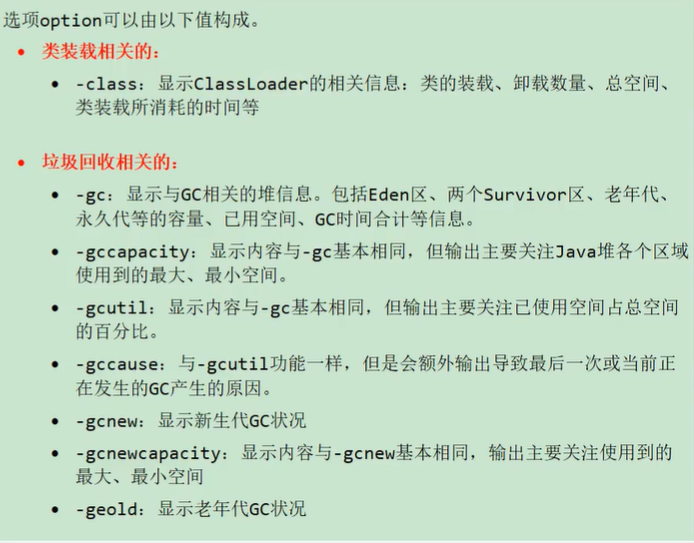 选项option可以由以下值构成。
• 类装载相关的：
• -class：显示ClassLoader的相关信息：类的装载、卸载数量、总空间、
类装载所消耗的时间等
• 垃圾回收相关的：
• -gc：显示与GC相关的堆信息。包括Eden区、两个Survivor区、老年代、
永久代等的容量、已用空间、GC时间合计等信息。
• -gccapacity：显示内容与-gc基本相同，但输出主要关注Java堆各个区域
使用到的最大、最小空间。
• -gcutil：显示内容与-gc基本相同，但输出主要关注已使用空间占总空间
的百分比。
• -gccause：与-gcutil功能一样，但是会额外输出导致最后一次或当前正
在发生的GC产生的原因。
• -gcnew：显示新生代GC状况
• -gcnewcapacity：显示内容与-gcnew基本相同，输出主要关注使用到的
最大、最小空间
• -geold：显示老年代GC状况